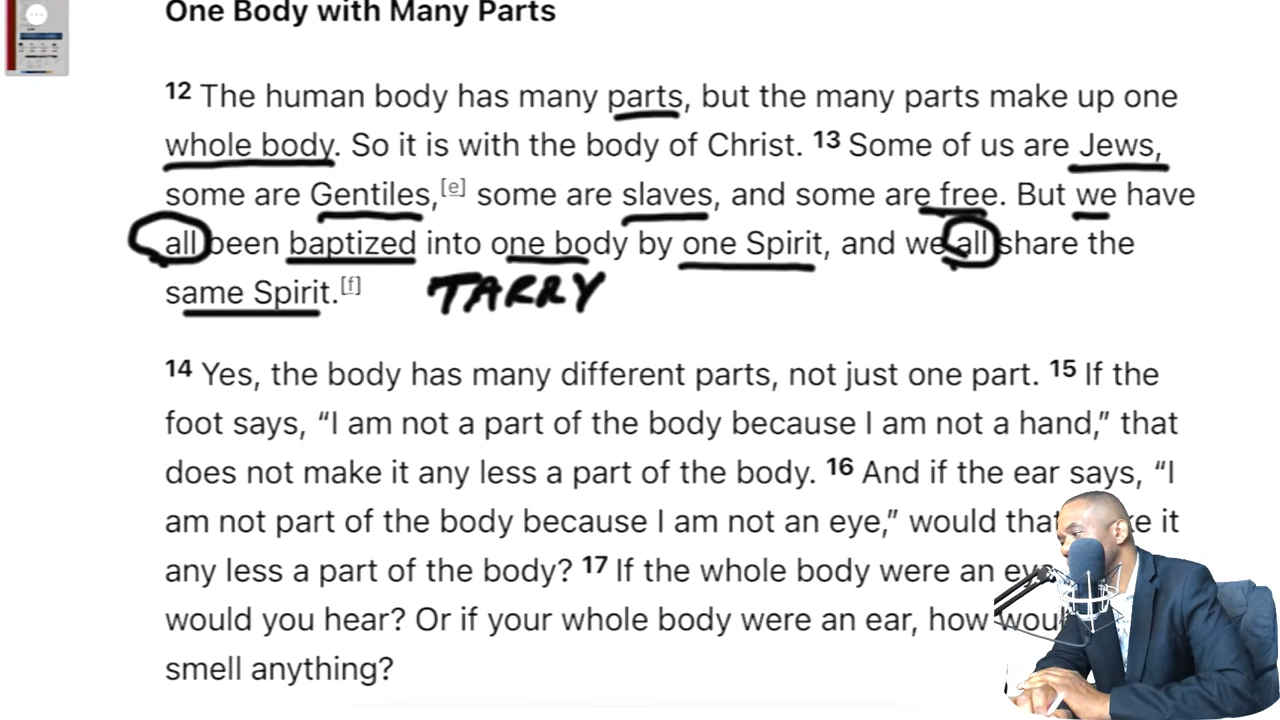 One Body with Many Parts
12 The human body has many parts, but the many parts make up one
whole body. So it is with the body of Christ. 13 Some of us are Jews,
some are Gentiles,[e] some are slaves, and some are free. But we have
all been baptized into one body by one Spirit, and we all share the
same Spirit.[f] TARRY
14 Yes, the body has many different parts, not just one part. 15 If the
foot says, “I am not a part of the body because I am not a hand,” that
does not make it any less a part of the body. 16 And if the ear says, “I
am not part of the body because I am not an eye,” would that it
any less a part of the body? 17 If the whole body were an
would you hear? Or if your whole body were an ear, how
smell anything?